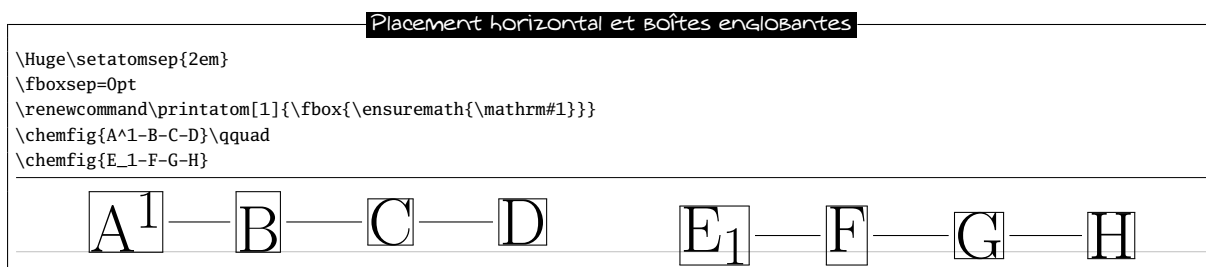 Placement horizontal et boîtes englobantes
\Huge\setatomsep{2em}
\fboxsep=0pt
\renewcommand\printatom[1]{\fbox{\ensuremath{\mathrm#1}}}
\chemfig{A^1-B-C-D}\qquad
\chemfig{E_1-F-G-H}
A¹—B—C—D E₁—F—G—H